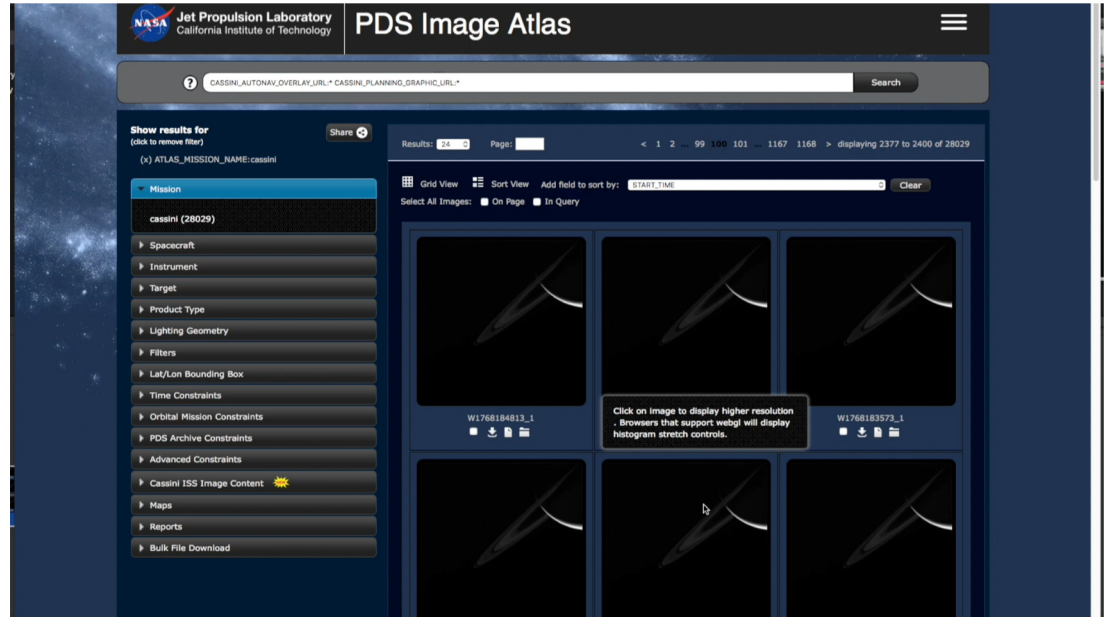 NASA
Jet Propulsion Laboratory
California Institute of Technology
PDS Image Atlas
? CASSINI_AUTONAV_OVERLAY_URL:* CASSINI_PLANNING_GRAPHIC_URL:* Search
Show results for
(click to remove filter)
Share
(x) ATLAS_MISSION_NAME:cassini
Mission
cassini (28029)
Spacecraft
Instrument
Target
Product Type
Lighting Geometry
Filters
Lat/Lon Bounding Box
Time Constraints
Orbital Mission Constraints
PDS Archive Constraints
Advanced Constraints
Cassini ISS Image Content
Maps
Reports
Bulk File Download
Results: 24 Page: < 1 2 ... 99 100 101 ... 1167 1168 > displaying 2377 to 2400 of 28029
Grid View Sort View Add field to sort by: START_TIME Clear
Select All Images: On Page In Query
W1768184813_1
Click on image to display higher resolution
. Browsers that support webgl will display
histogram stretch controls.
W1768183573_1